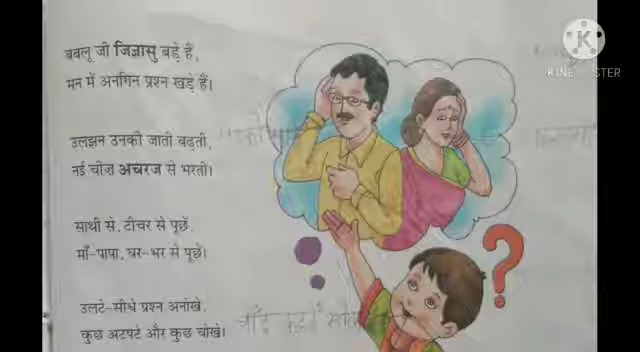 बबलू जी जिज्ञासु बड़े हैं,
मन में अनगिन प्रश्न खड़े हैं।
उलझन उनकी जाती बढ़ती,
नई चीज़ अचरज से भरती।
साथी से, टीचर से पूछें,
माँ-पापा, घर-भर से पूछें।
उलटे-सीधे प्रश्न अनोखे,
कुछ अटपटे और कुछ चोखे।
K
KINEMASTER
?